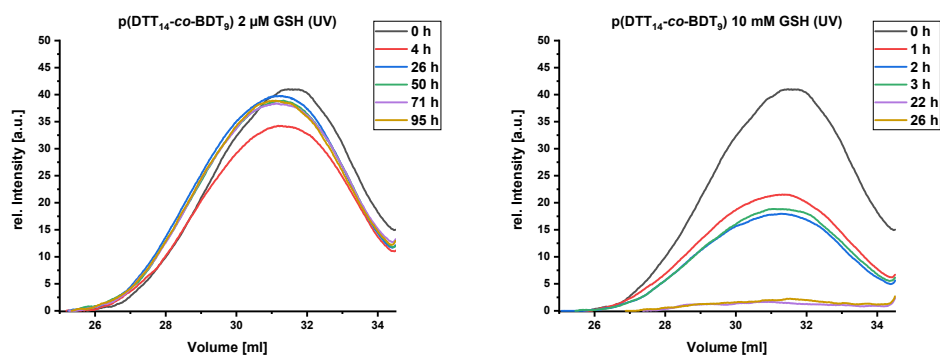 p(DTT₁₄-co-BDT₉) 2 µM GSH (UV)
50
45
40
35
30
25
20
15
10
5
0
rel. Intensity [a.u.]
26 28 30 32 34
Volume [ml]
0 h
4 h
26 h
50 h
71 h
95 h
p(DTT₁₄-co-BDT₉) 10 mM GSH (UV)
50
45
40
35
30
25
20
15
10
5
0
rel. Intensity [a.u.]
26 28 30 32 34
Volume [ml]
0 h
1 h
2 h
3 h
22 h
26 h